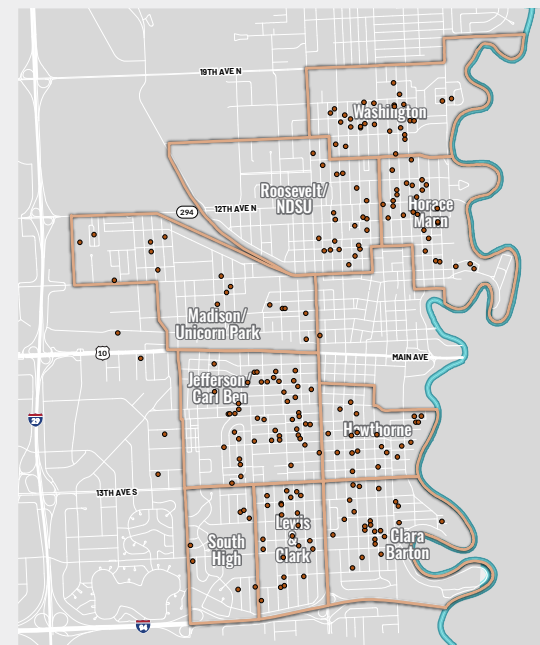 19TH AVE N
Washington
Roosevelt/
NDSU
Horace
Mann
294
12TH AVE N
Madison/
Unicorn Park
10
MAIN AVE
Jefferson/
Carl Ben
29
Hawthorne
13TH AVE S
Lewis
&
Clark
South
High
Clara
Barton
94